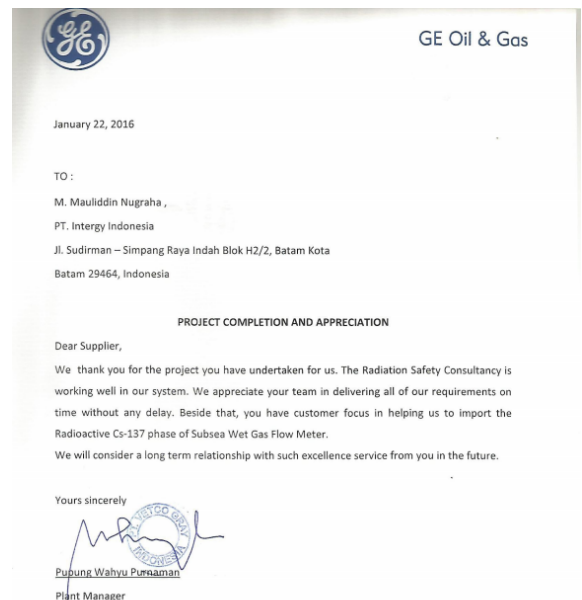 GE
GE Oil & Gas
January 22, 2016
TO :
M. Mauliddin Nugraha ,
PT. Intergy Indonesia
Jl. Sudirman – Simpang Raya Indah Blok H2/2, Batam Kota
Batam 29464, Indonesia
PROJECT COMPLETION AND APPRECIATION
Dear Supplier,
We thank you for the project you have undertaken for us. The Radiation Safety Consultancy is
working well in our system. We appreciate your team in delivering all of our requirements on
time without any delay. Beside that, you have customer focus in helping us to import the
Radioactive Cs-137 phase of Subsea Wet Gas Flow Meter.
We will consider a long term relationship with such excellence service from you in the future.
Yours sincerely
VETCO GRAY
INDONESIA
Pupung Wahyu Purnaman
Plant Manager